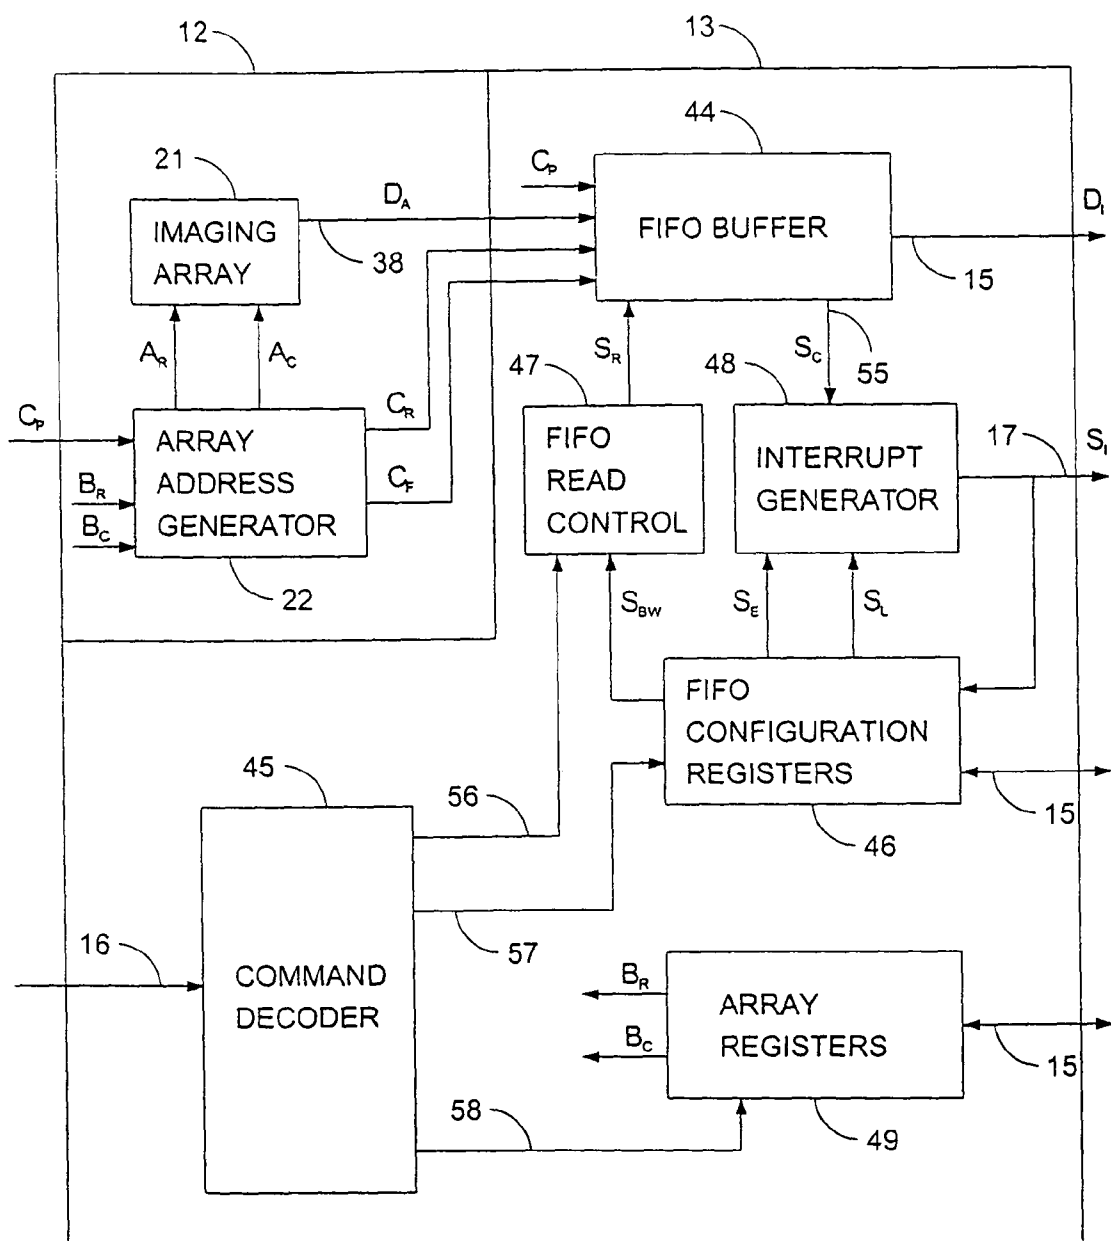 12
13
44
21
C_P
D_A
D_I
IMAGING
ARRAY
FIFO BUFFER
38
15
A_R
A_C
S_R
S_C
55
47
48
C_P
C_R
17
S_I
ARRAY
ADDRESS
GENERATOR
FIFO
READ
CONTROL
INTERRUPT
GENERATOR
B_R
C_F
B_C
22
S_BW
S_E
S_L
FIFO
CONFIGURATION
REGISTERS
45
56
15
46
16
57
COMMAND
DECODER
B_R
ARRAY
REGISTERS
B_C
15
58
49